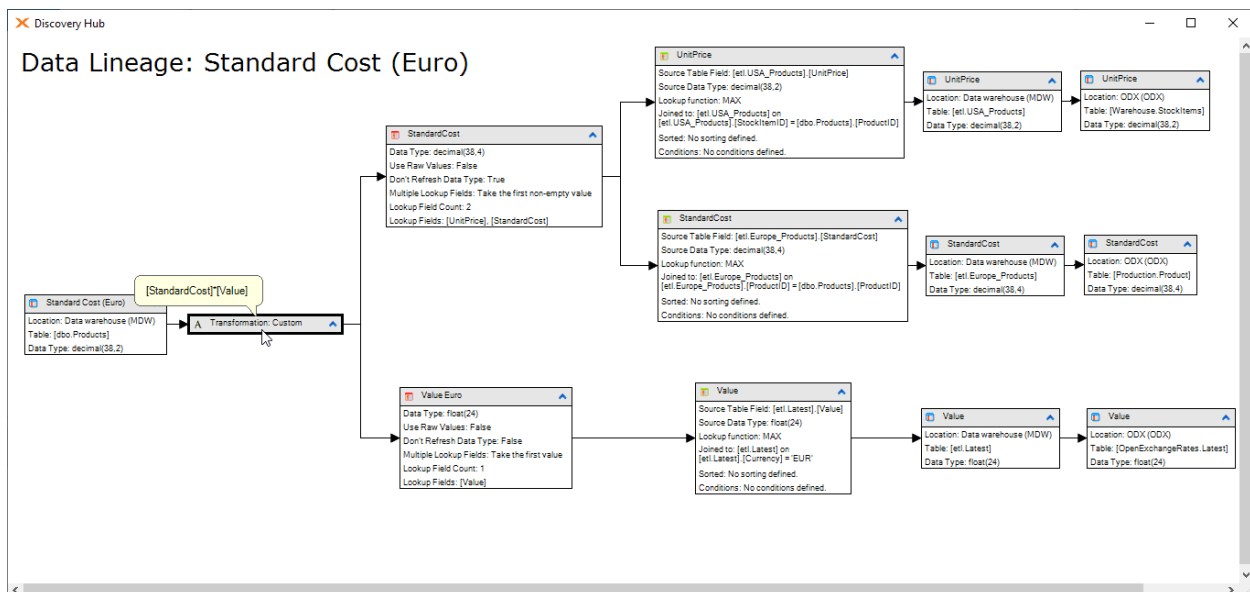 Discovery Hub
Data Lineage: Standard Cost (Euro)
UnitPrice
Source Table Field: [etl.USA_Products].[UnitPrice]
Source Data Type: decimal(38,2)
Lookup function: MAX
Joined to: [etl.USA_Products] on
[etl.USA_Products].[StockItemID] = [dbo.Products].[ProductID]
Sorted: No sorting defined.
Conditions: No conditions defined.
UnitPrice
Location: Data warehouse (MDW)
Table: [etl.USA_Products]
Data Type: decimal(38,2)
UnitPrice
Location: ODX (ODX)
Table: [Warehouse.StockItems]
Data Type: decimal(38,2)
StandardCost
Data Type: decimal(38,4)
Use Raw Values: False
Don't Refresh Data Type: True
Multiple Lookup Fields: Take the first non-empty value
Lookup Field Count: 2
Lookup Fields: [UnitPrice], [StandardCost]
StandardCost
Source Table Field: [etl.Europe_Products].[StandardCost]
Source Data Type: decimal(38,4)
Lookup function: MAX
Joined to: [etl.Europe_Products] on
[etl.Europe_Products].[ProductID] = [dbo.Products].[ProductID]
Sorted: No sorting defined.
Conditions: No conditions defined.
StandardCost
Location: Data warehouse (MDW)
Table: [etl.Europe_Products]
Data Type: decimal(38,4)
StandardCost
Location: ODX (ODX)
Table: [Production.Product]
Data Type: decimal(38,4)
[StandardCost]*[Value]
Standard Cost (Euro)
Location: Data warehouse (MDW)
Table: [dbo.Products]
Data Type: decimal(38,2)
A Transformation: Custom
Value Euro
Data Type: float(24)
Use Raw Values: False
Don't Refresh Data Type: False
Multiple Lookup Fields: Take the first value
Lookup Field Count: 1
Lookup Fields: [Value]
Value
Source Table Field: [etl.Latest].[Value]
Source Data Type: float(24)
Lookup function: MAX
Joined to: [etl.Latest] on
[etl.Latest].[Currency] = 'EUR'
Sorted: No sorting defined.
Conditions: No conditions defined.
Value
Location: Data warehouse (MDW)
Table: [etl.Latest]
Data Type: float(24)
Value
Location: ODX (ODX)
Table: [OpenExchangeRates.Latest]
Data Type: float(24)